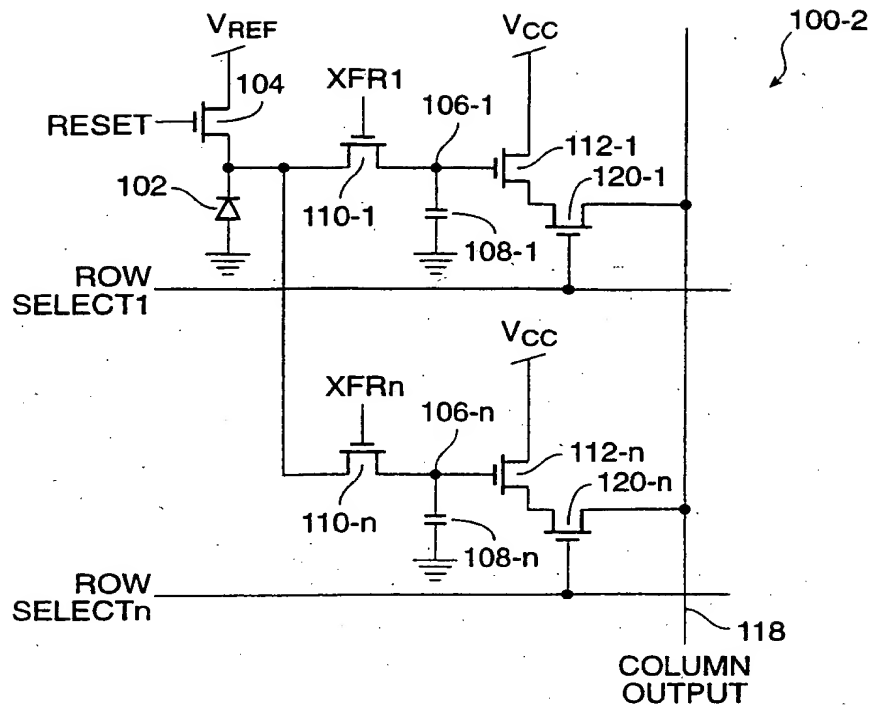 100-2
VREF
VCC
104
XFR1
106-1
RESET
112-1
102
120-1
110-1
108-1
ROW
SELECT1
VCC
XFRn
106-n
112-n
120-n
110-n
108-n
ROW
SELECTn
118
COLUMN
OUTPUT